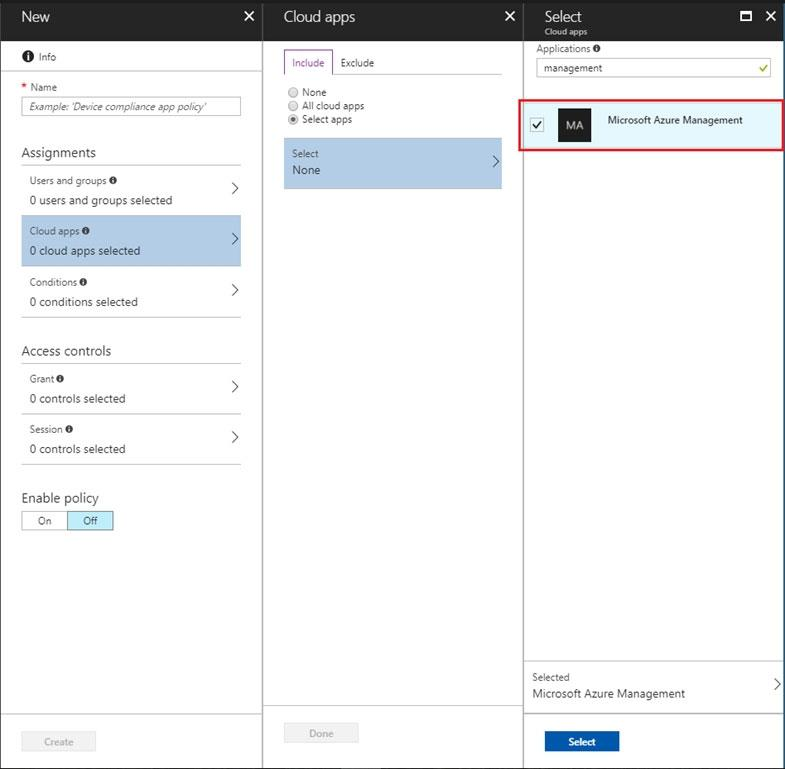 New
Info
* Name
Example: 'Device compliance app policy'
Assignments
Users and groups
0 users and groups selected
Cloud apps
0 cloud apps selected
Conditions
0 conditions selected
Access controls
Grant
0 controls selected
Session
0 controls selected
Enable policy
On Off
Create
Cloud apps
Include Exclude
None
All cloud apps
Select apps
Select
None
Done
Select
Cloud apps
Applications
management
MA Microsoft Azure Management
Selected
Microsoft Azure Management
Select